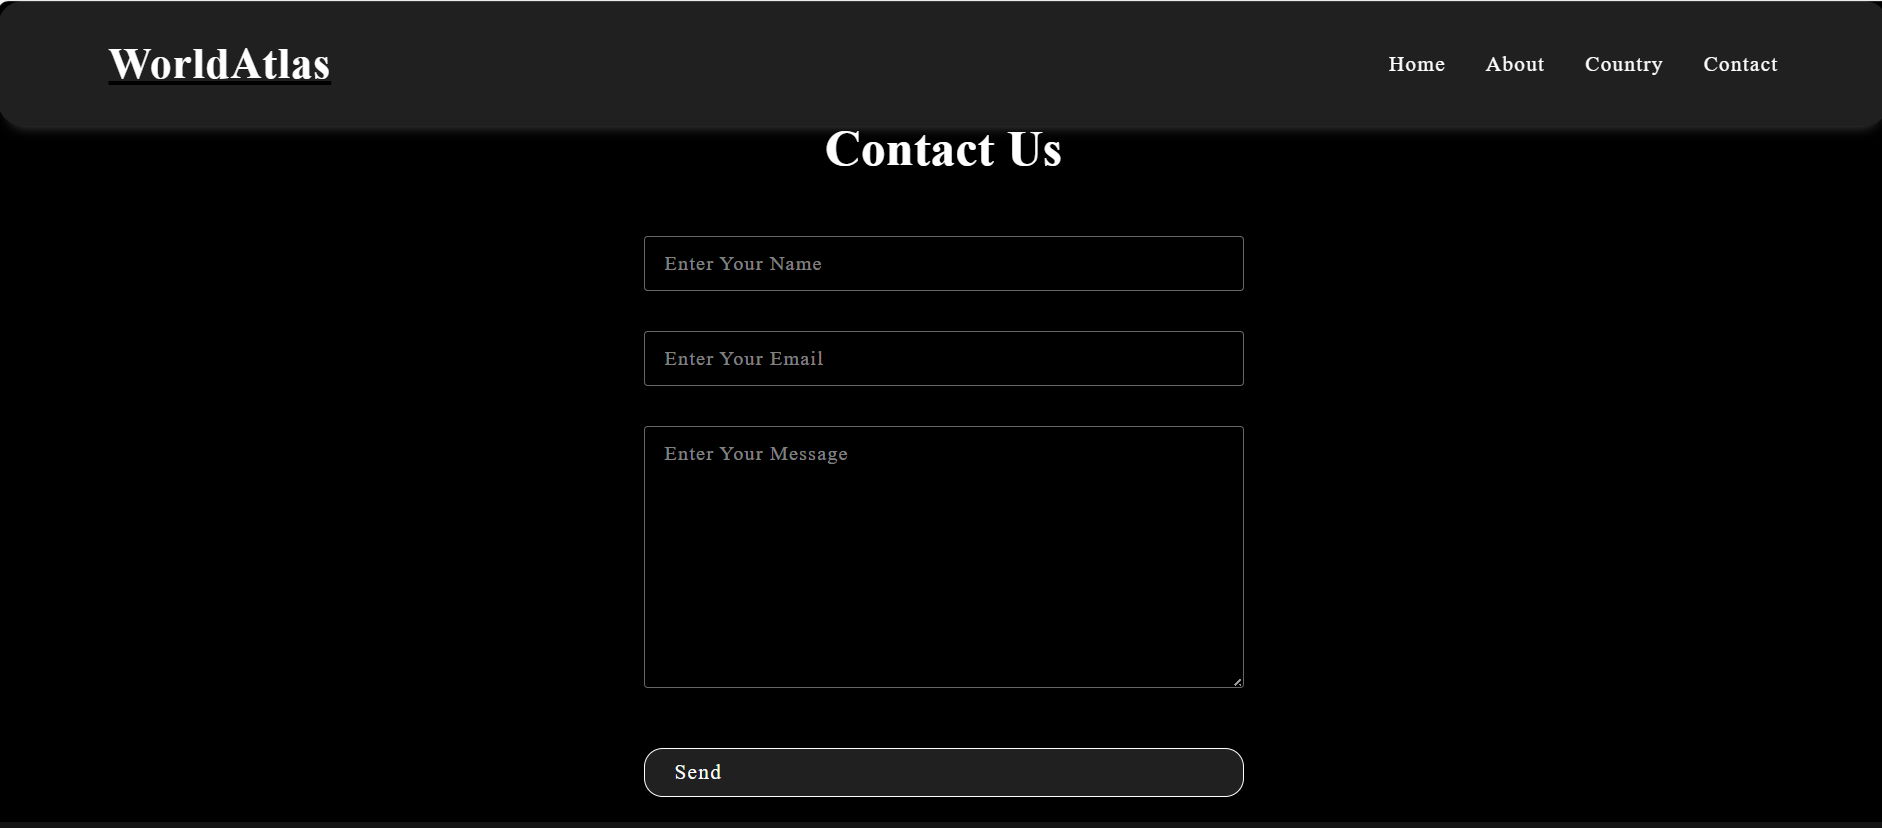 WorldAtlas
Home About Country Contact
Contact Us
Enter Your Name
Enter Your Email
Enter Your Message
Send